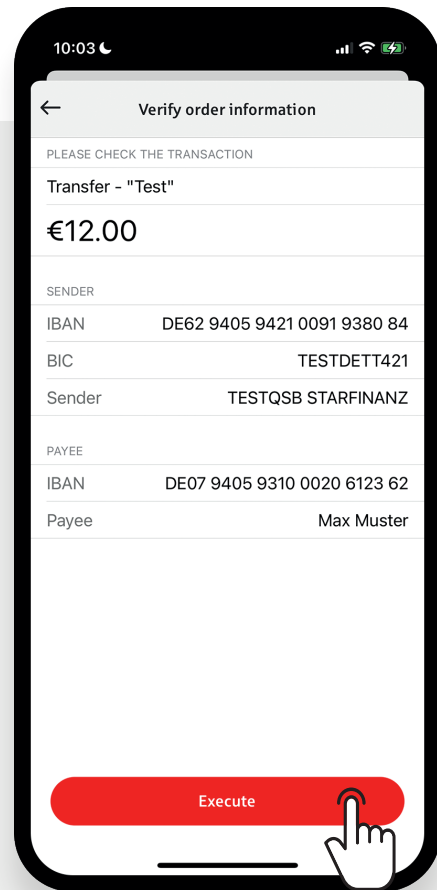 10:03
Verify order information
PLEASE CHECK THE TRANSACTION
Transfer - "Test"
€12.00
SENDER
IBAN DE62 9405 9421 0091 9380 84
BIC TESTDETT421
Sender TESTQSB STARFINANZ
PAYEE
IBAN DE07 9405 9310 0020 6123 62
Payee Max Muster
Execute